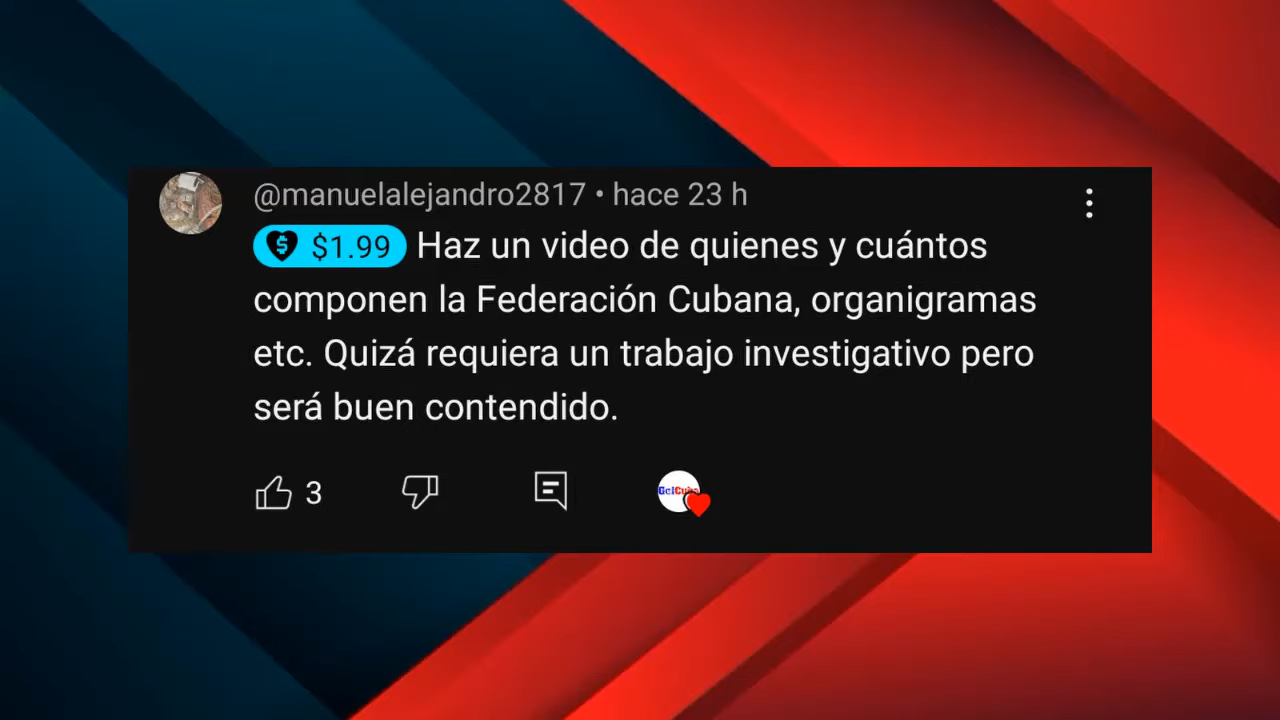 @manuelalejandro2817 • hace 23 h
$1.99 Haz un video de quienes y cuántos
componen la Federación Cubana, organigramas
etc. Quizá requiera un trabajo investigativo pero
será buen contendido.
3